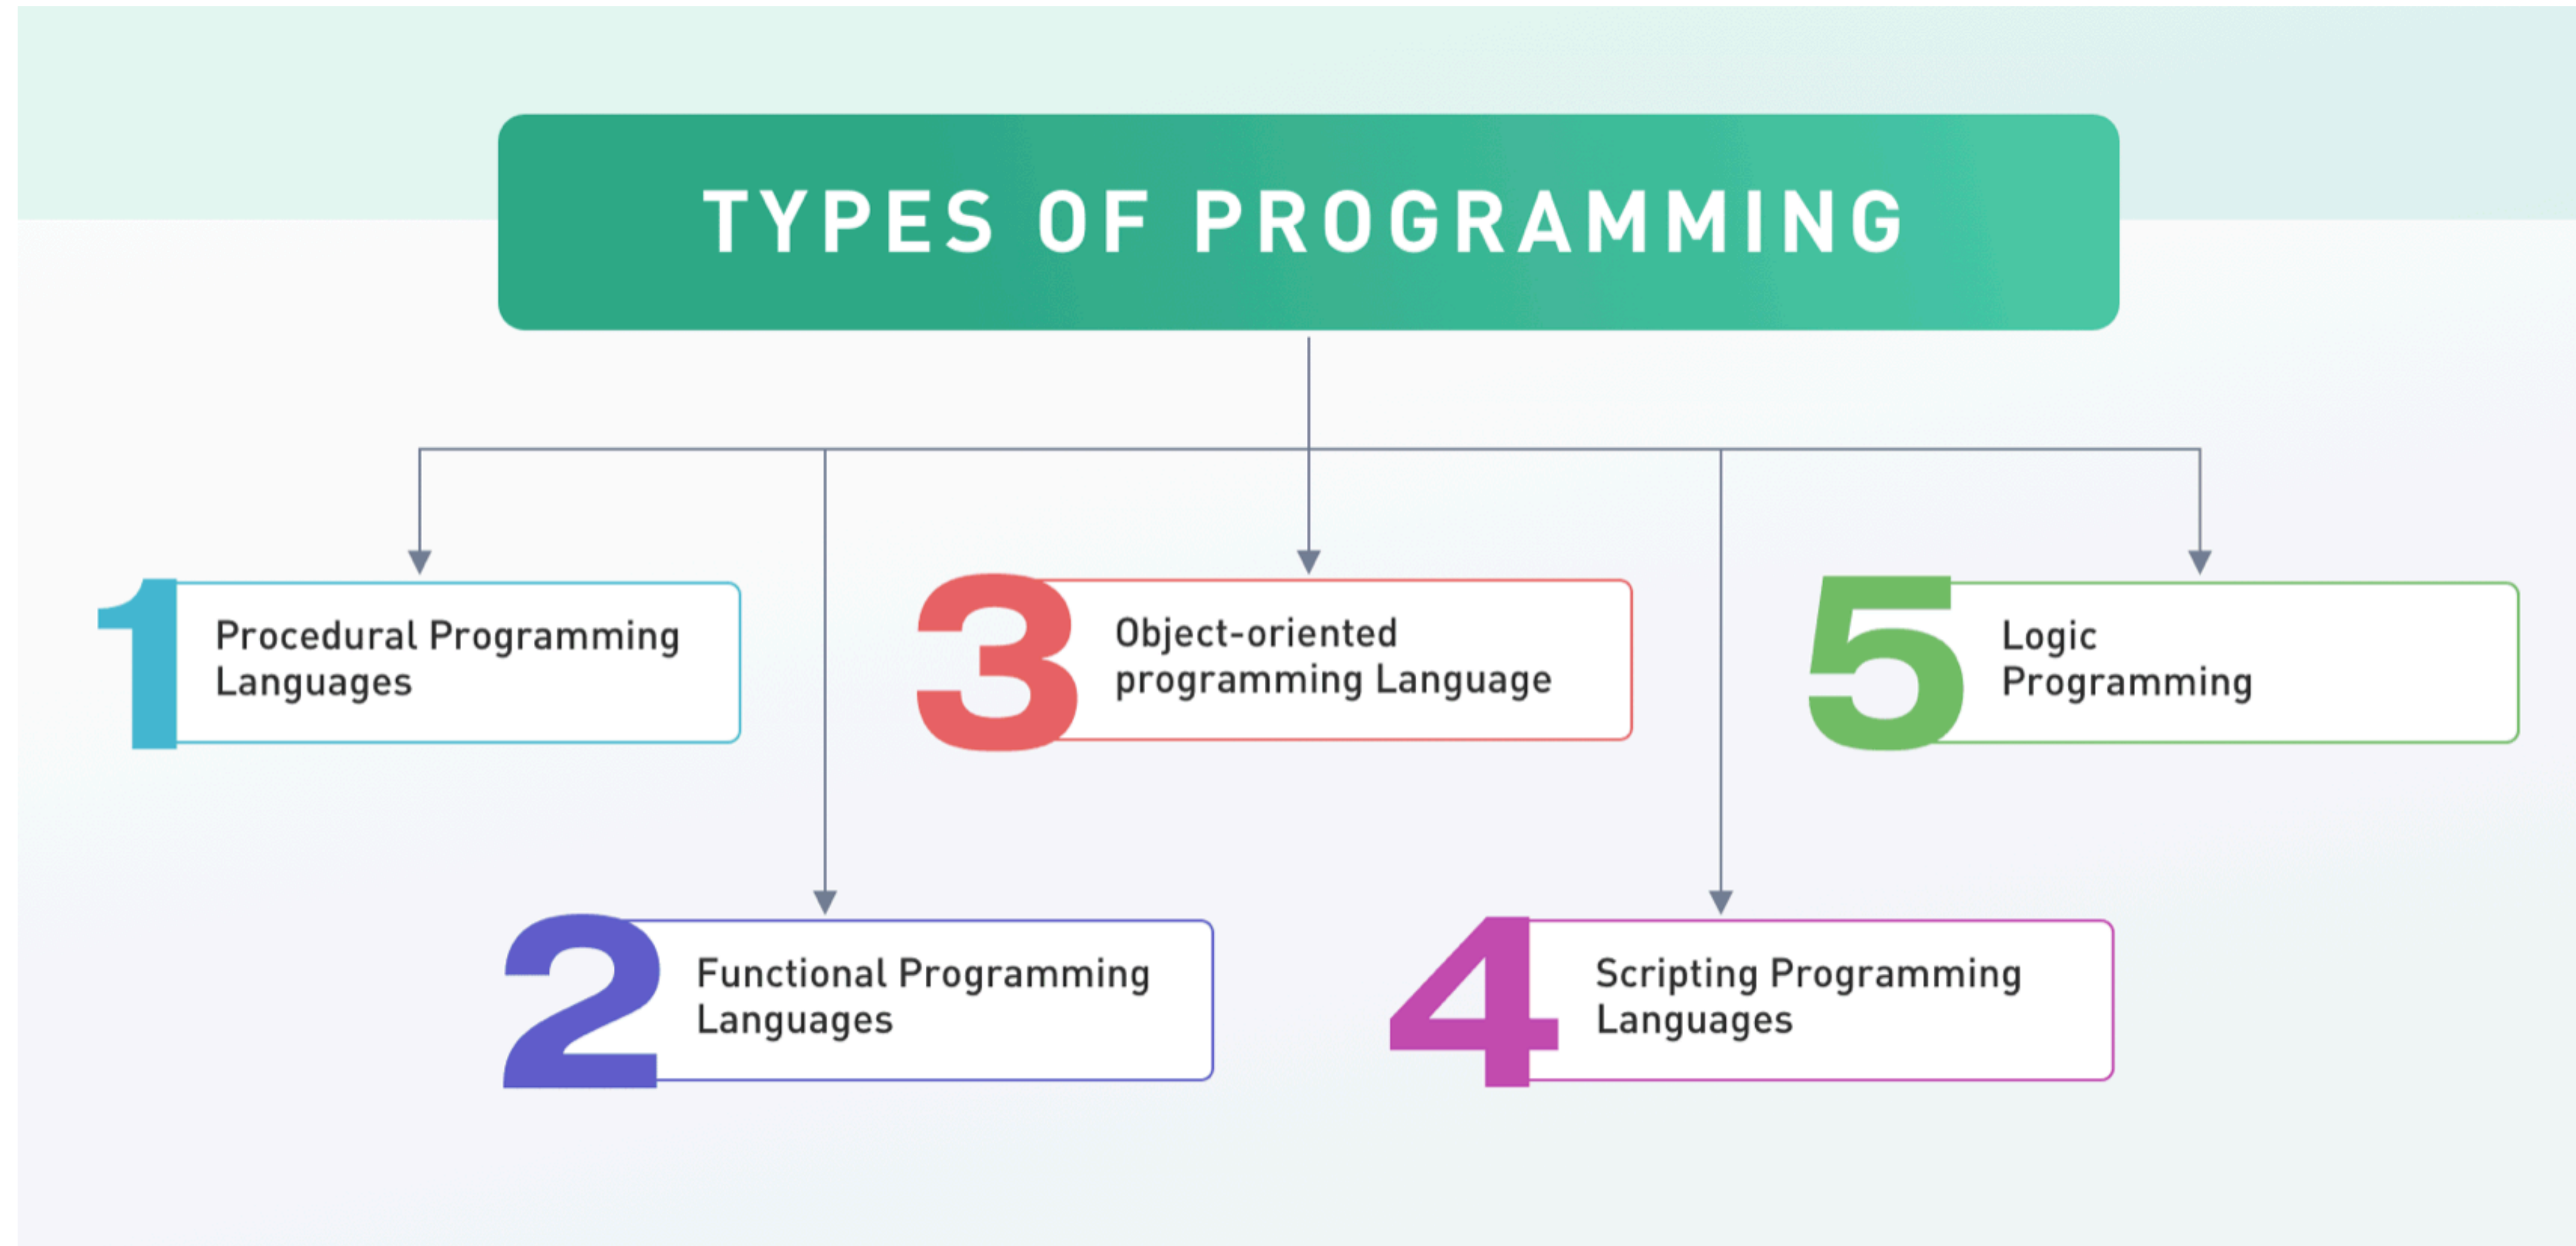 TYPES OF PROGRAMMING
1
Procedural Programming
Languages
2
Functional Programming
Languages
3
Object-oriented
programming Language
4
Scripting Programming
Languages
5
Logic
Programming